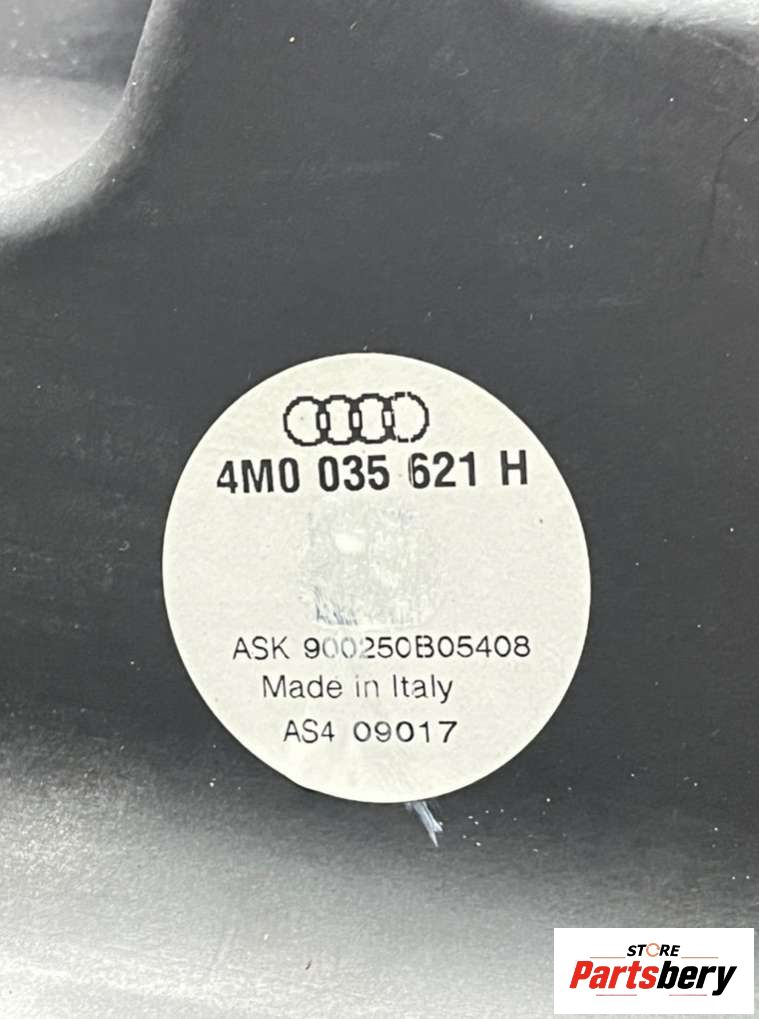 4M0 035 621 H
ASK 900250B05408
Made in Italy
AS4 09017
STORE
Partsbery